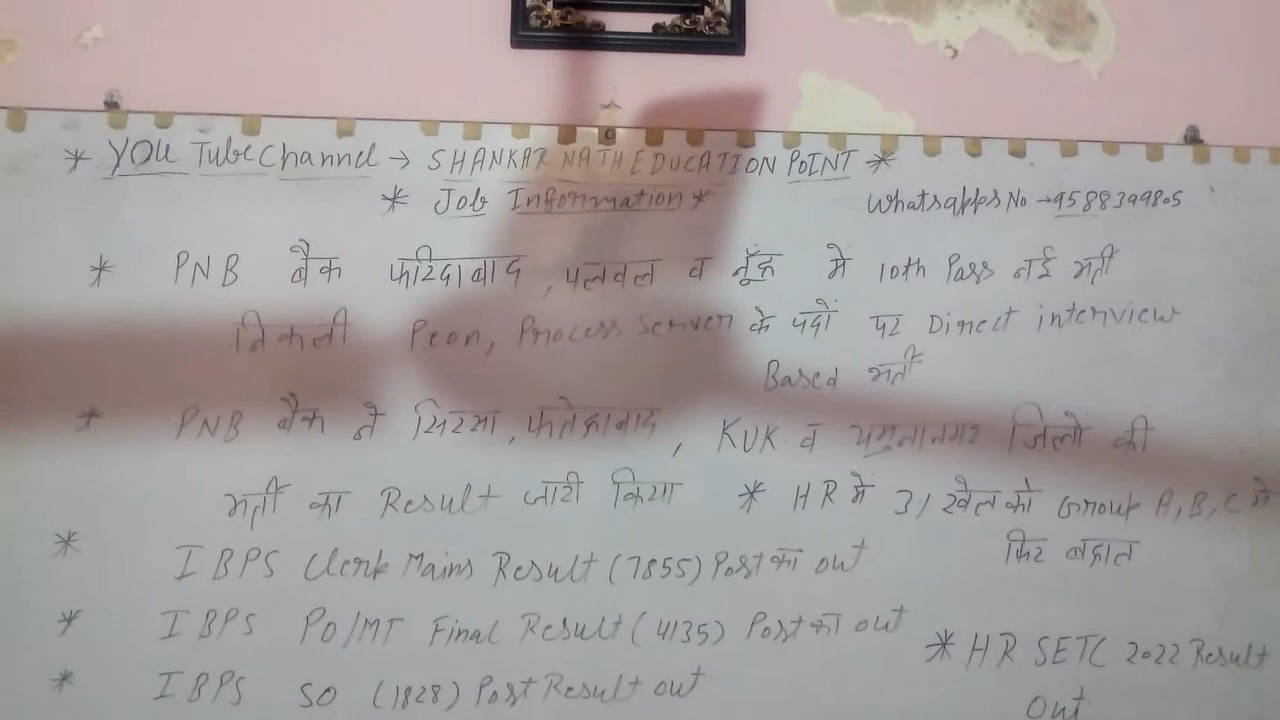 * YOU Tube Channel → SHANKAR NATH EDUCATION POINT *
* Job Information *
Whatsapps No → 9588399805
* PNB बैंक फरिदाबाद, पलवल व नूँह मे 10th Pass नई भर्ती
निकली Peon, Process Server के पदों पर Direct interview
Based भर्ती
* PNB बैंक ने सिरसा, फतेहाबाद, KUK व यमुनानगर जिलों की
भर्ती का Result जारी किया
* HR मे 3% खेल को Group A, B, C मे
फिर बहाल
* IBPS Clerk Mains Result (7855) Post का out
* IBPS PO/MT Final Result (4135) Post का out
* HR SETC 2022 Result
Out
* IBPS SO (1828) Post Result out